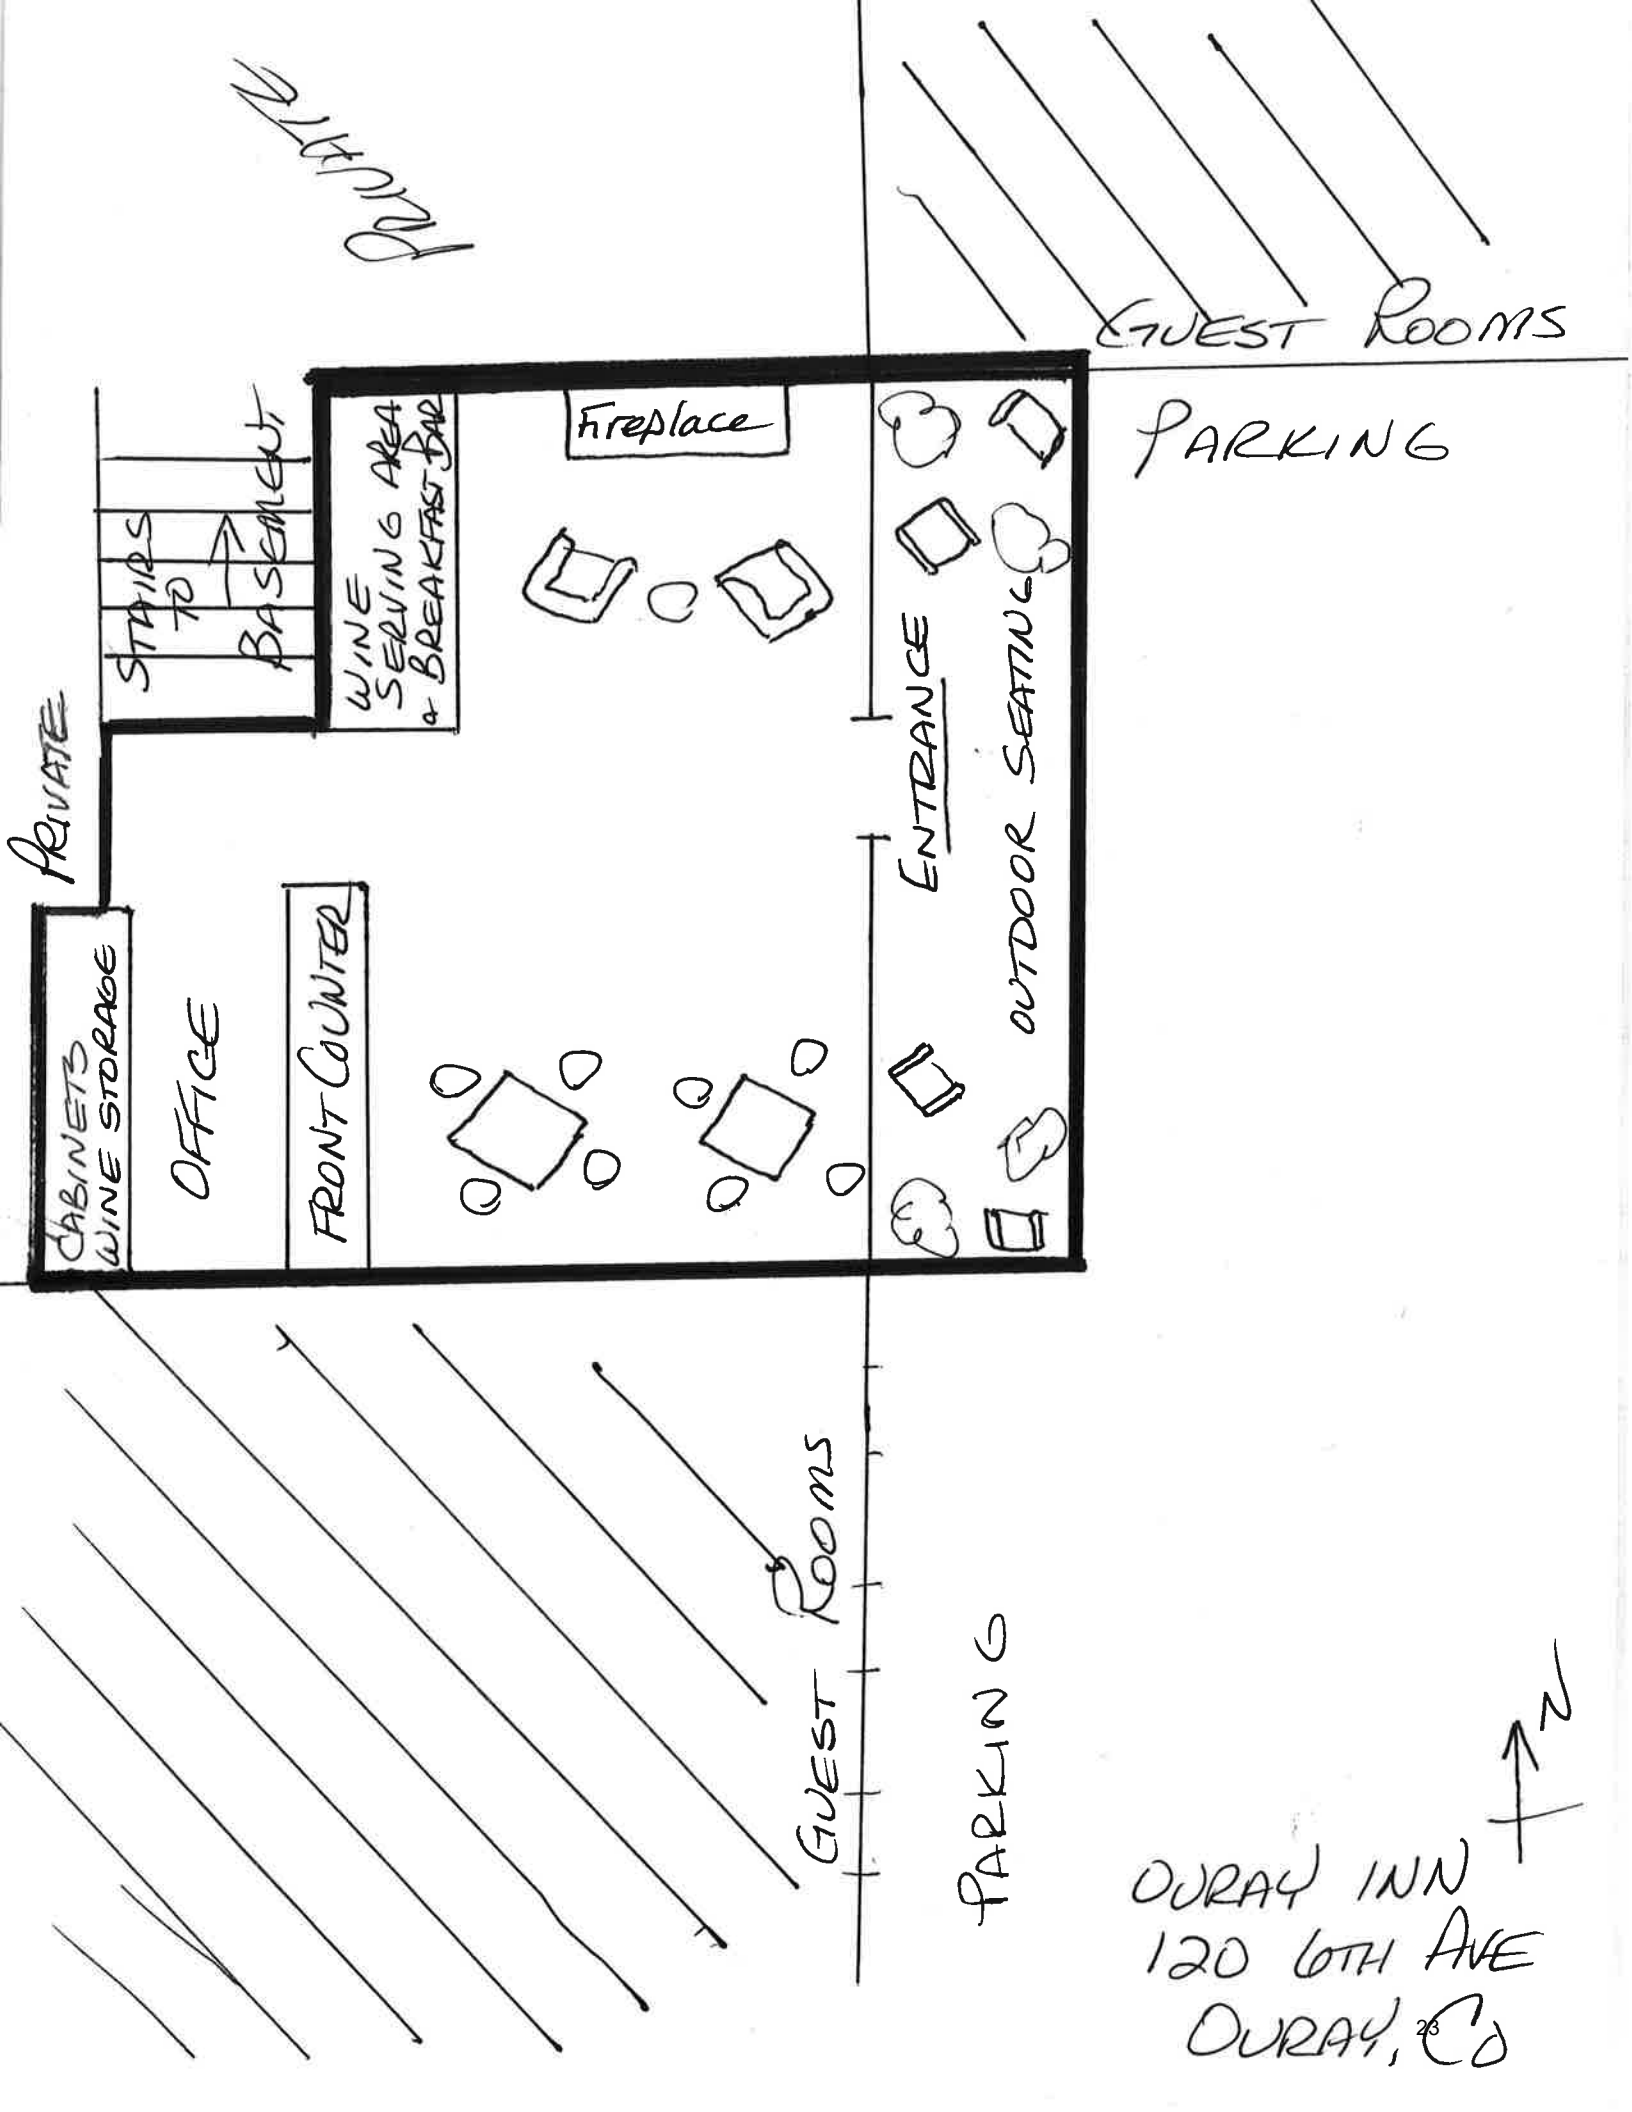 PRIVATE
GUEST ROOMS
PARKING
Fireplace
STAIRS
TO
BASEMENT
WINE
SERVING AREA
& BREAKFAST BAR
PRIVATE
ENTRANCE
OUTDOOR SEATING
CABINETS
WINE STORAGE
OFFICE
FRONT COUNTER
GUEST ROOMS
PARKING
N
OURAY INN
120 6TH AVE
OURAY, CO
23